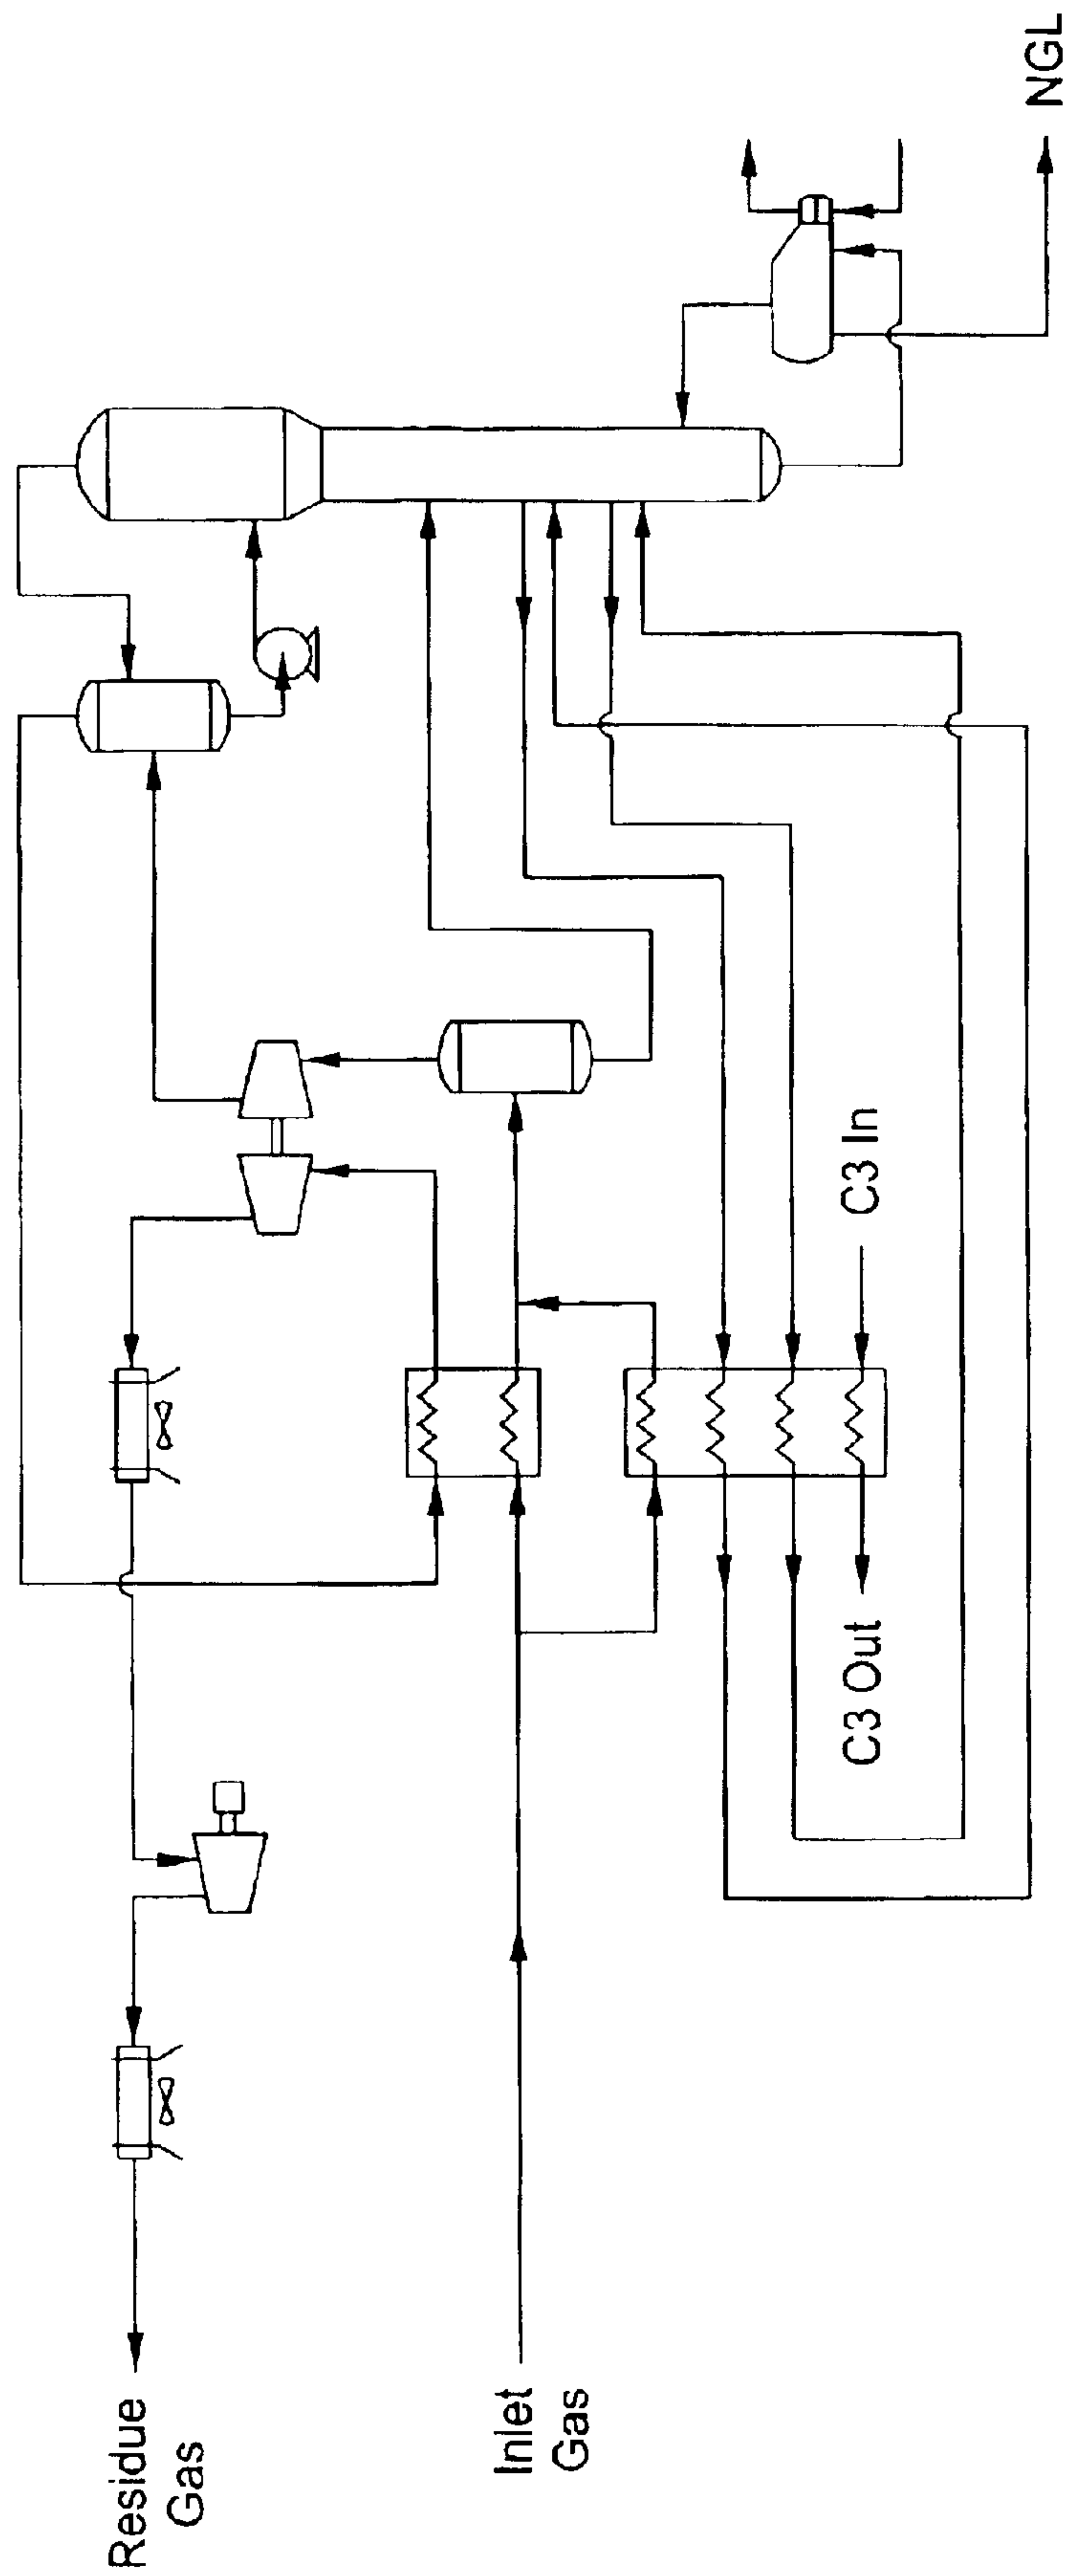 Residue
Gas
Inlet
Gas
C3 Out
C3 In
NGL